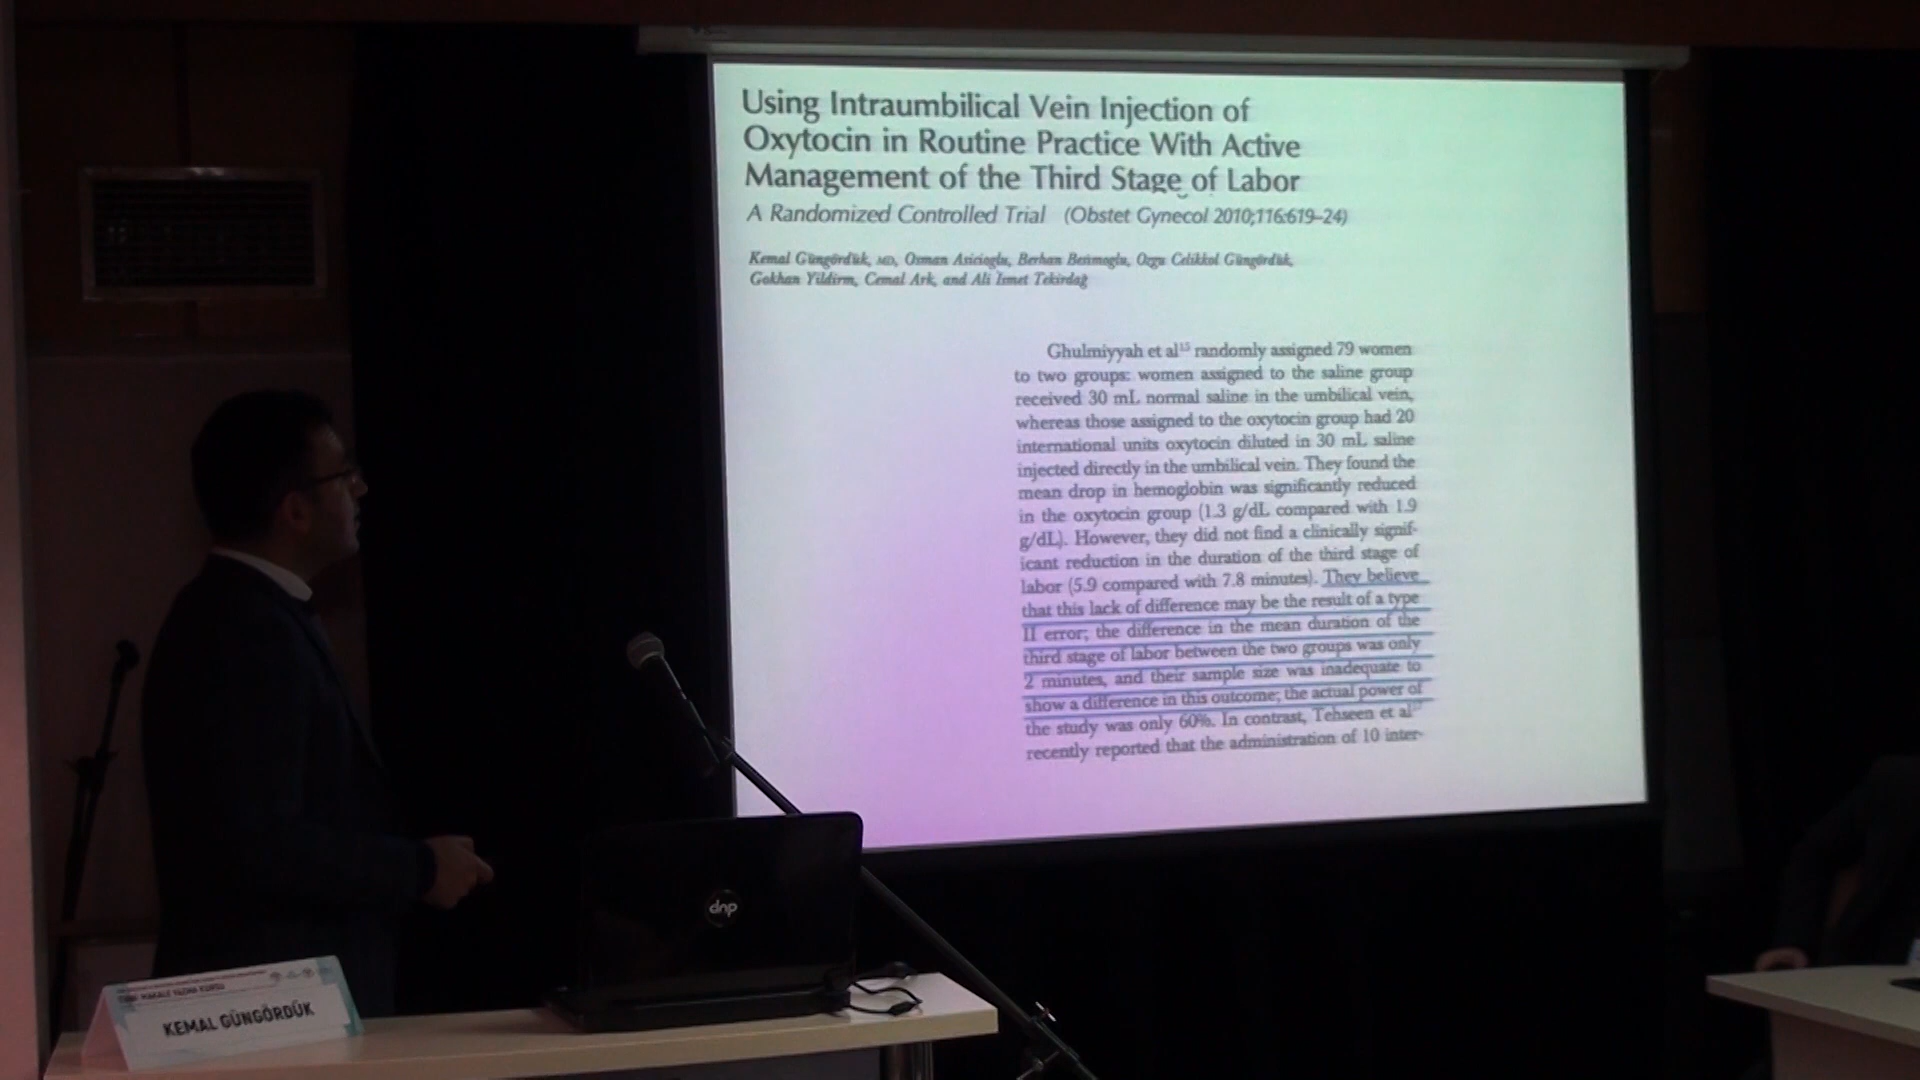 Using Intraumbilical Vein Injection of
Oxytocin in Routine Practice With Active
Management of the Third Stage of Labor
A Randomized Controlled Trial (Obstet Gynecol 2010;116:619–24)
Kemal Güngördük, MD, Osman Asicioglu, Berhan Besımoglu, Ozgu Celikkol Güngördük,
Gokhan Yildirm, Cemal Ark, and Ali İsmet Tekirdağ
Ghulmiyyah et al¹⁵ randomly assigned 79 women
to two groups: women assigned to the saline group
received 30 mL normal saline in the umbilical vein,
whereas those assigned to the oxytocin group had 20
international units oxytocin diluted in 30 mL saline
injected directly in the umbilical vein. They found the
mean drop in hemoglobin was significantly reduced
in the oxytocin group (1.3 g/dL compared with 1.9
g/dL). However, they did not find a clinically signif-
icant reduction in the duration of the third stage of
labor (5.9 compared with 7.8 minutes). They believe
that this lack of difference may be the result of a type
II error; the difference in the mean duration of the
third stage of labor between the two groups was only
2 minutes, and their sample size was inadequate to
show a difference in this outcome; the actual power of
the study was only 60%. In contrast, Tehseen et al
recently reported that the administration of 10 inter-
dnp
MAKALE YAZMA KURSU
KEMAL GÜNGÖRDÜK